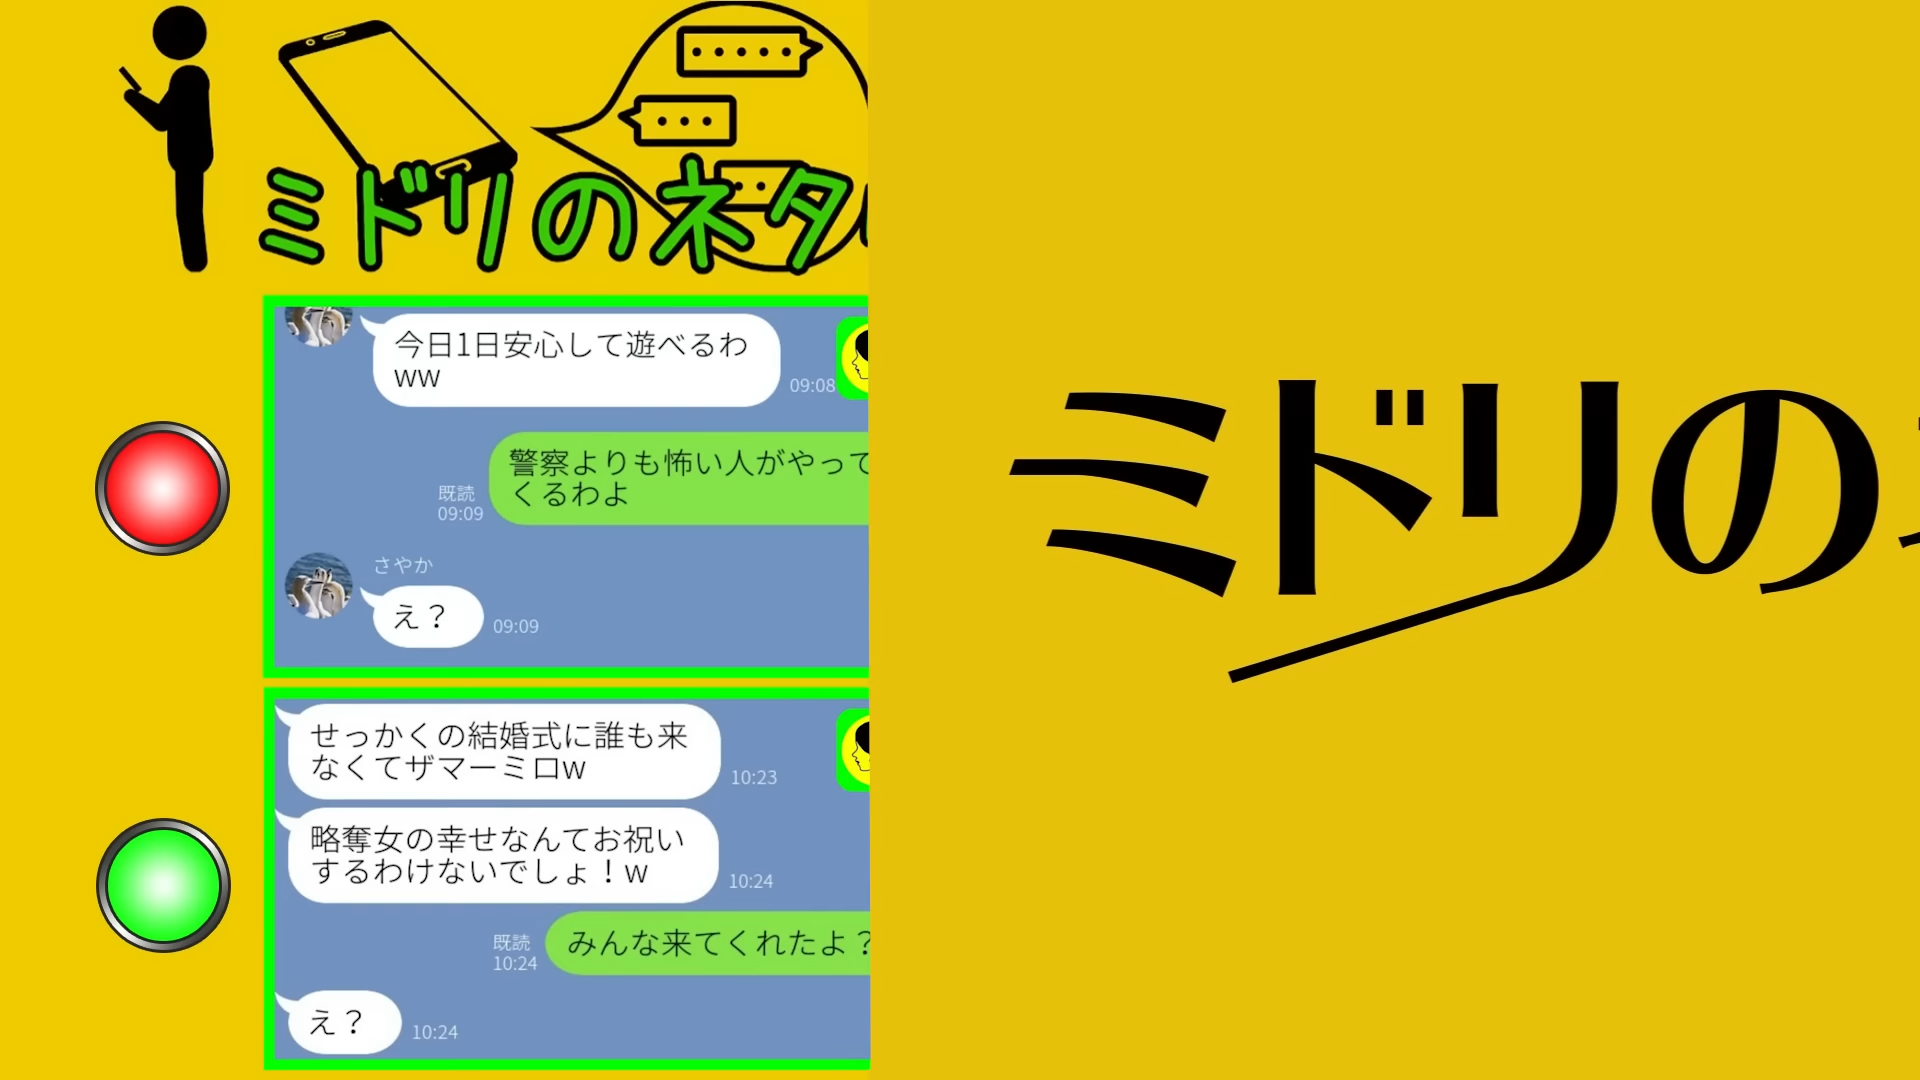 ミドリのネタ
今日1日安心して遊べるわ
ww
09:08
警察よりも怖い人がやって
くるわよ
既読
09:09
さやか
え？
09:09
せっかくの結婚式に誰も来
なくてザマーミロw
10:23
略奪女の幸せなんてお祝い
するわけないでしょ！w
10:24
みんな来てくれたよ？
既読
10:24
え？
10:24
ミドリの